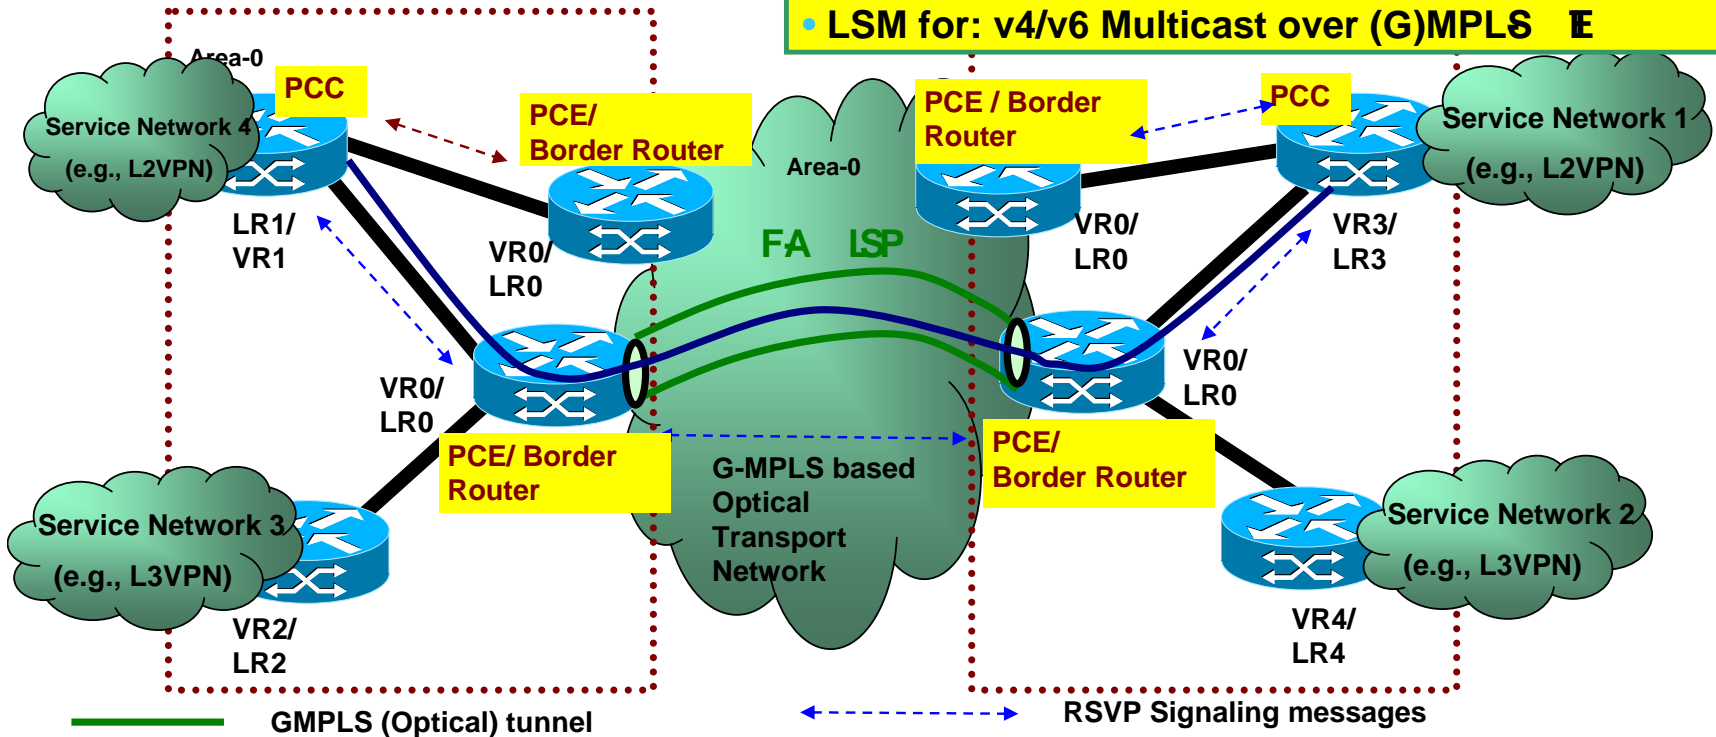 • LSM for: v4/v6 Multicast over (G)MPLS TE
Area-0
PCC
Service Network 4
(e.g., L2VPN)
PCE/
Border Router
LR1/
VR1
VR0/
LR0
Area-0
PCE / Border
Router
PCC
Service Network 1
(e.g., L2VPN)
VR0/
LR0
VR3/
LR3
FA LSP
VR0/
LR0
VR0/
LR0
PCE/ Border
Router
G-MPLS based
Optical
Transport
Network
PCE/
Border Router
Service Network 3
(e.g., L3VPN)
VR2/
LR2
Service Network 2
(e.g., L3VPN)
VR4/
LR4
GMPLS (Optical) tunnel
RSVP Signaling messages